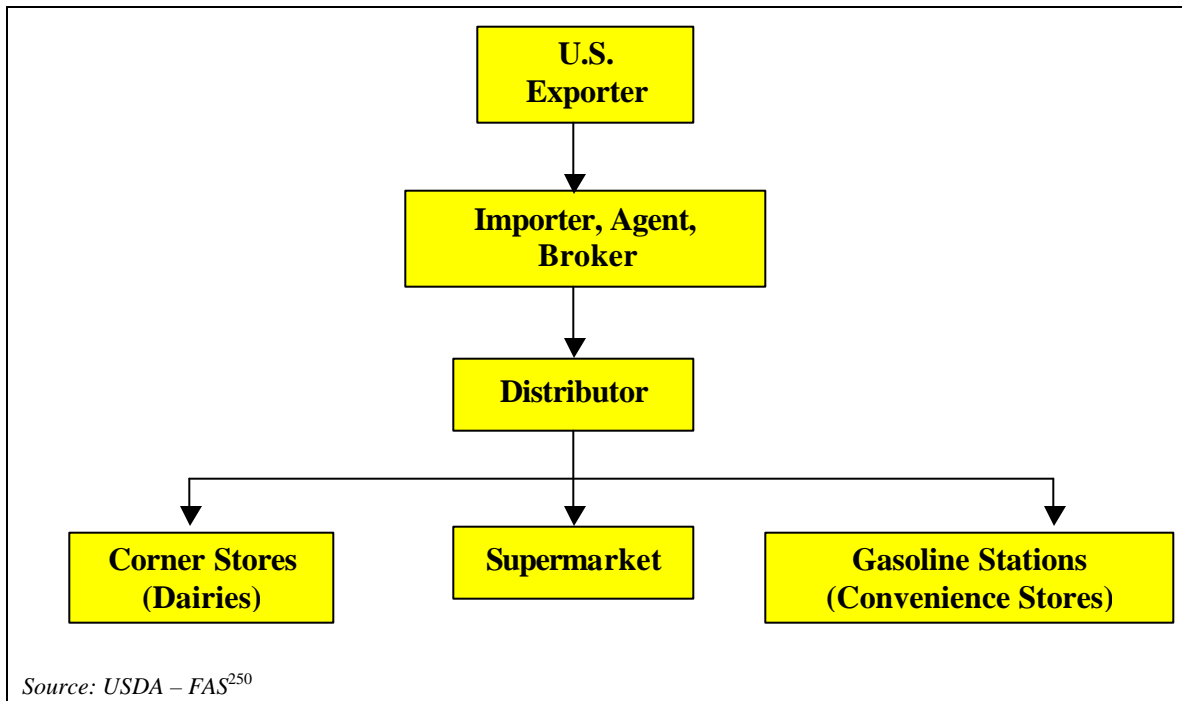 U.S.
Exporter
Importer, Agent,
Broker
Distributor
Corner Stores
(Dairies)
Supermarket
Gasoline Stations
(Convenience Stores)
Source: USDA – FAS250